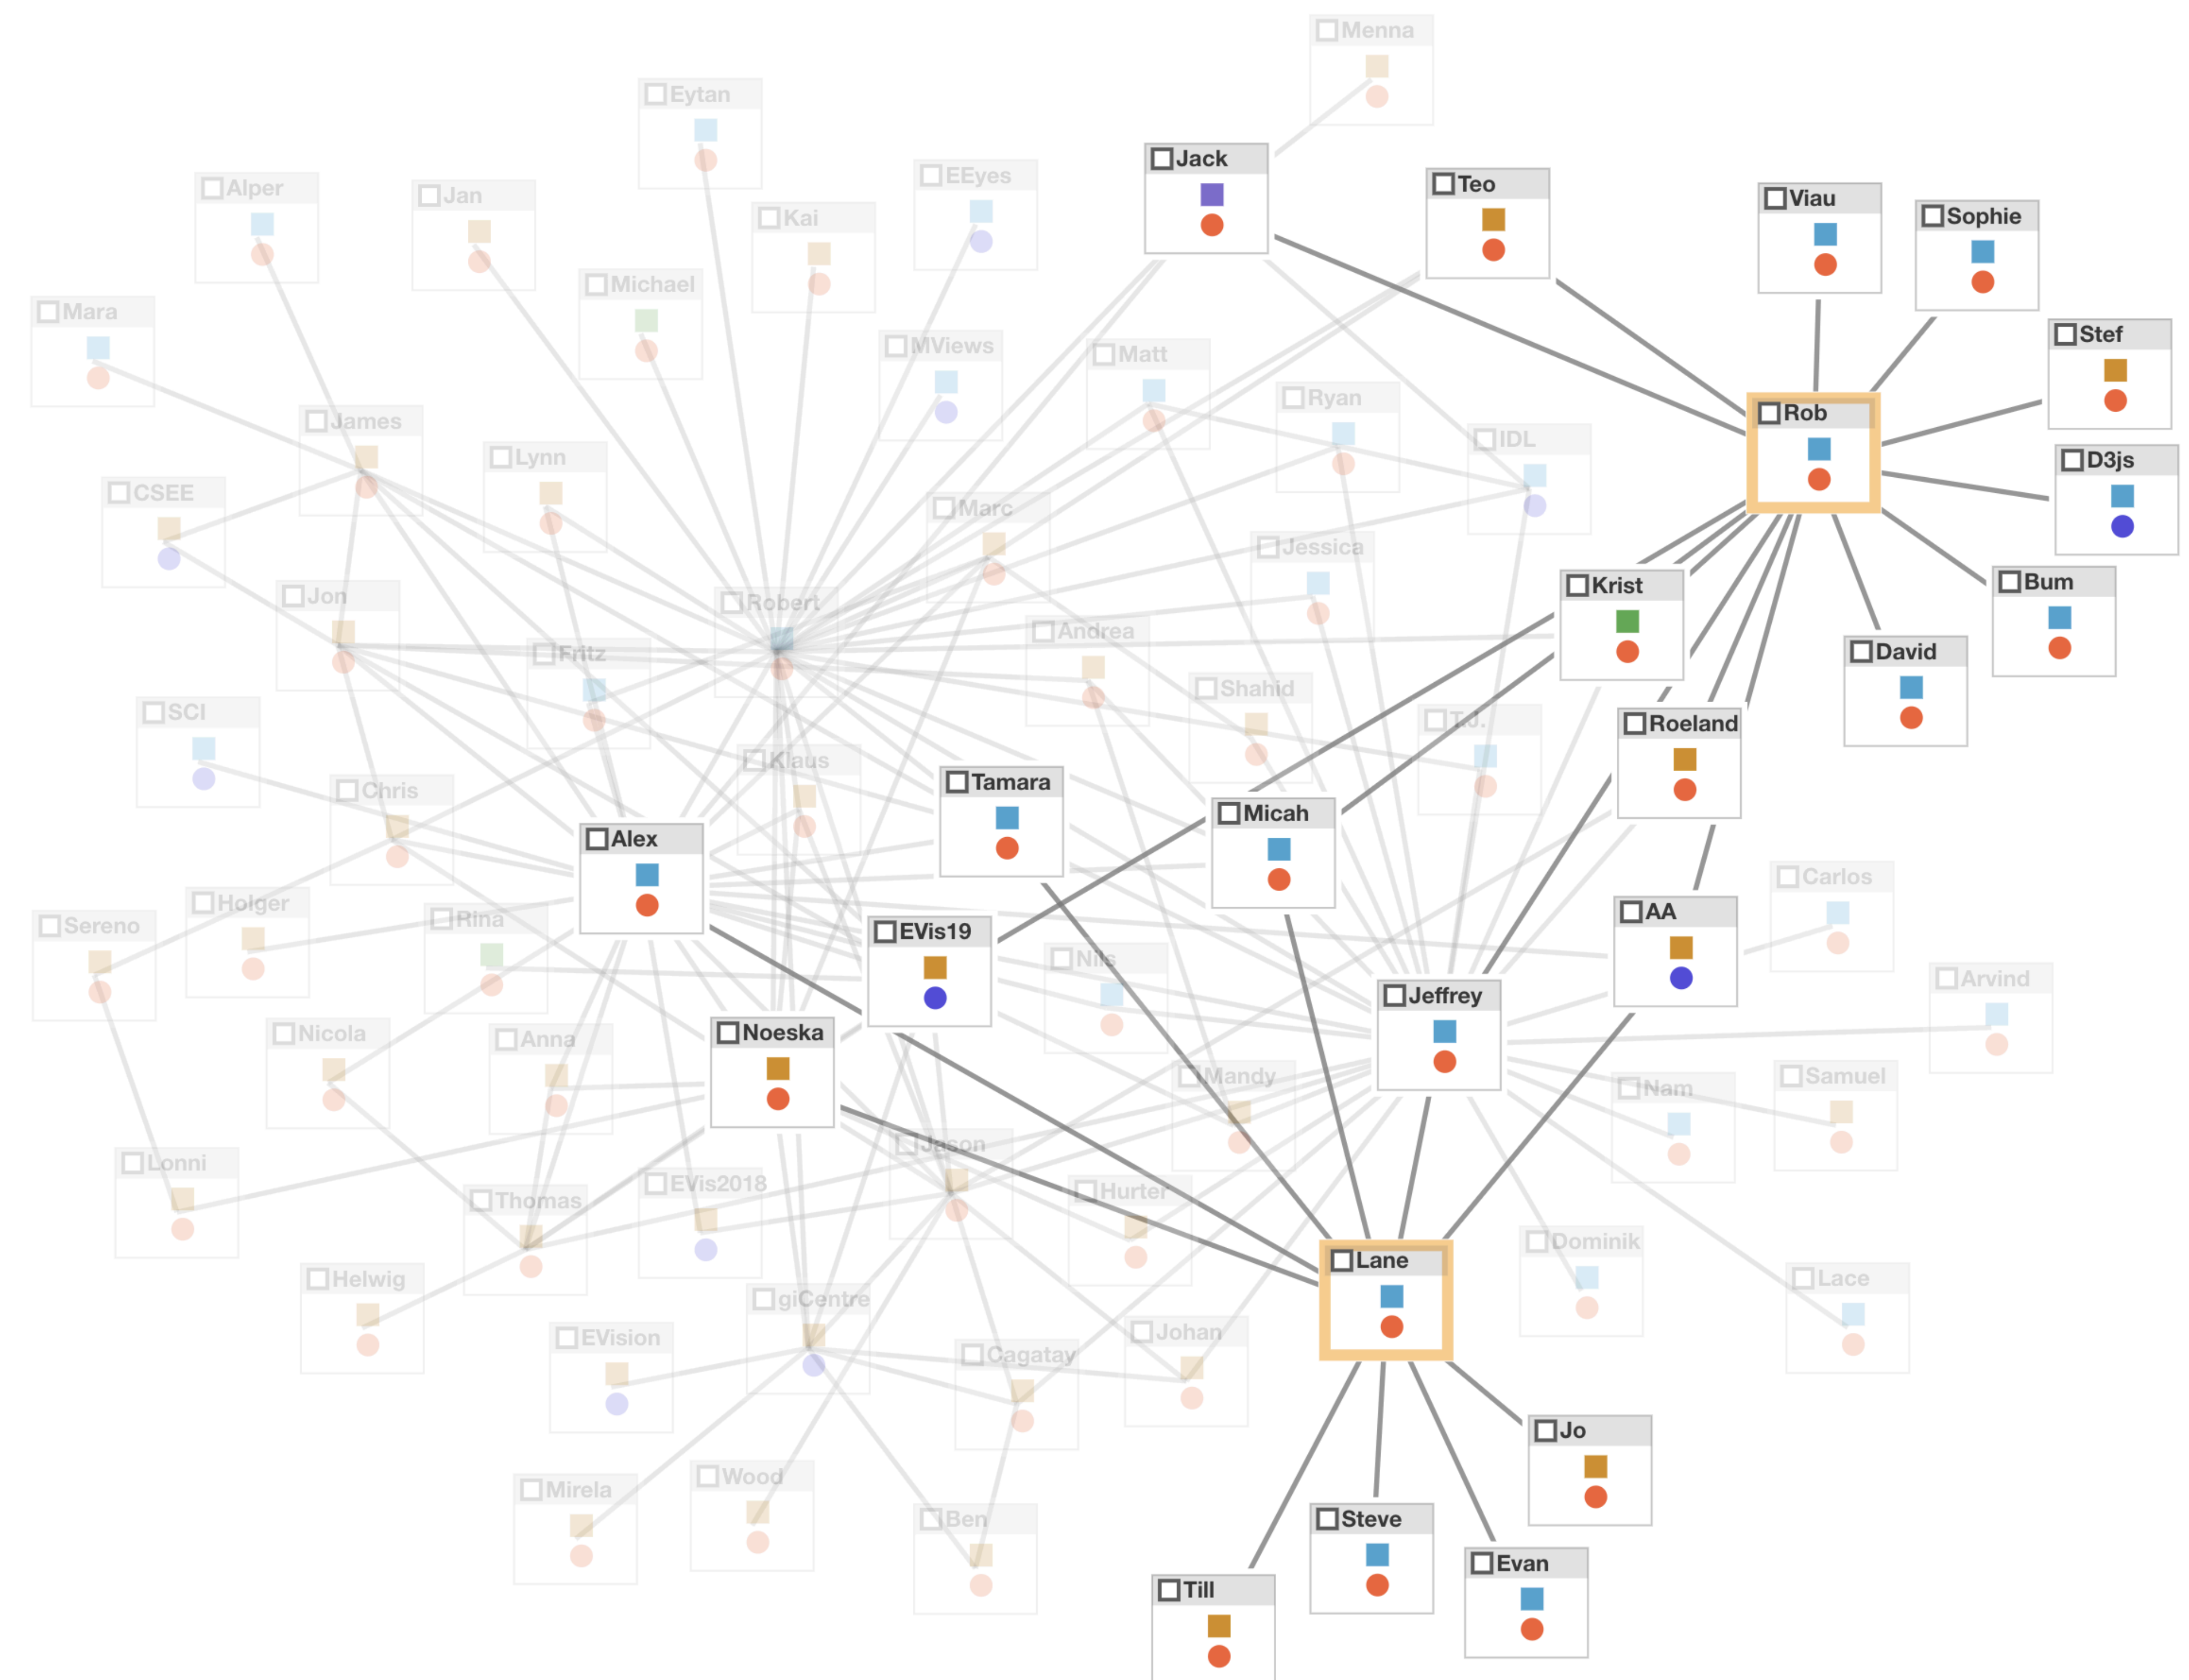 Menna
Eytan
Jack
EEyes
Teo
Alper
Jan
Viau
Kai
Sophie
Michael
Mara
Stef
MViews
Matt
Ryan
Rob
James
IDL
Lynn
D3js
CSEE
Marc
Jessica
Bum
Krist
Jon
Robert
Andrea
Fritz
David
Shahid
SCI
T.J.
Roeland
Klaus
Tamara
Chris
Micah
Alex
Carlos
Holger
AA
Rina
Sereno
EVis19
Nils
Arvind
Jeffrey
Noeska
Nicola
Anna
Mandy
Samuel
Nam
Jason
Lonni
EVis2018
Hurter
Thomas
Dominik
Lane
Helwig
Lace
giCentre
Johan
EVision
Cagatay
Jo
Wood
Mirela
Ben
Steve
Evan
Till